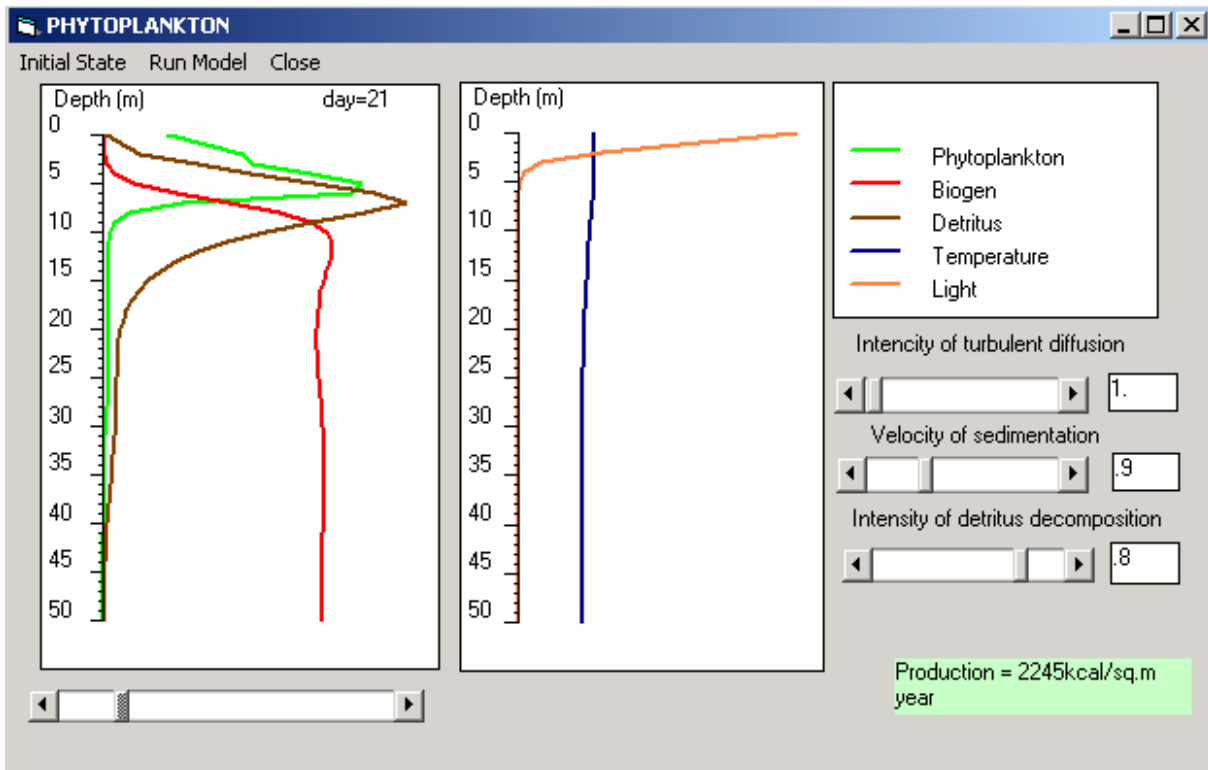 PHYTOPLANKTON
Initial State Run Model Close
Depth (m) day=21
0
5
10
15
20
25
30
35
40
45
50
Depth (m)
0
5
10
15
20
25
30
35
40
45
50
Phytoplankton
Biogen
Detritus
Temperature
Light
Intencity of turbulent diffusion
1.
Velocity of sedimentation
.9
Intensity of detritus decomposition
.8
Production = 2245kcal/sq.m
year